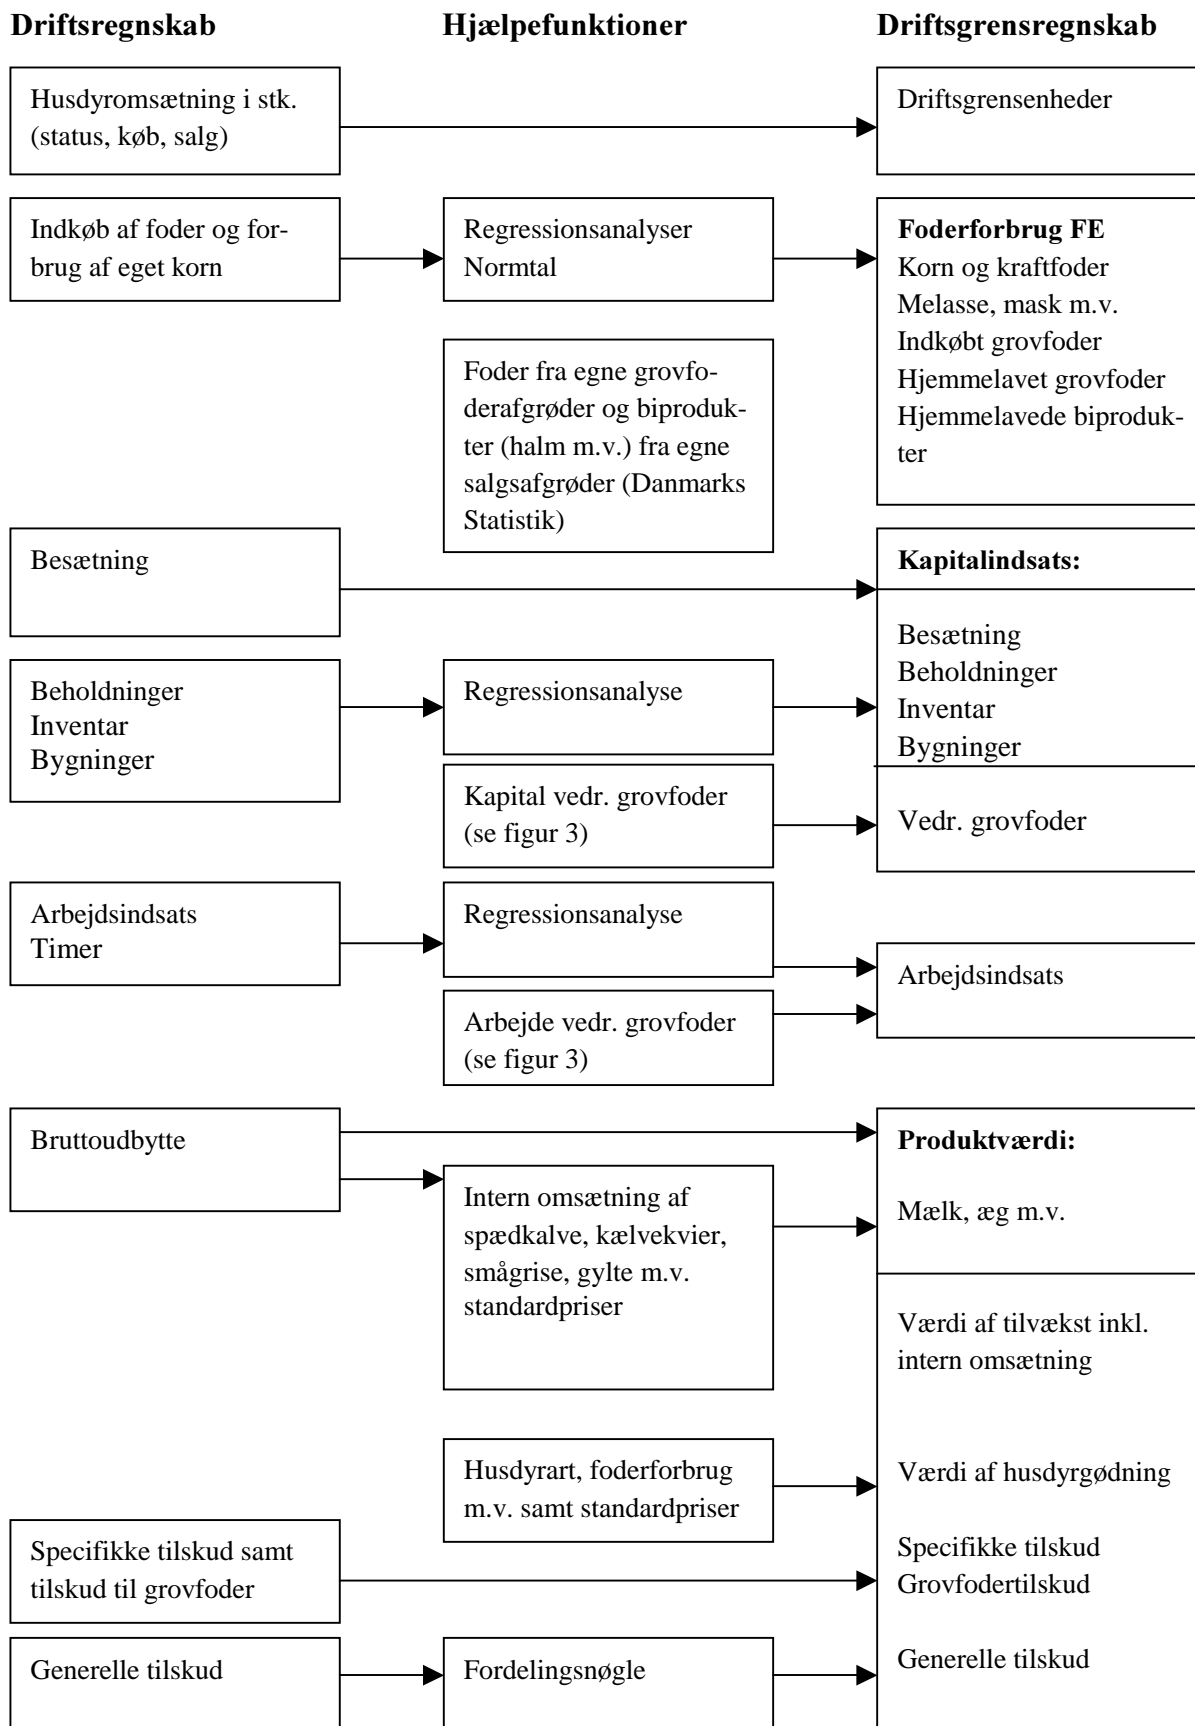 Driftsregnskab
Hjælpefunktioner
Driftsgrensregnskab
Husdyromsætning i stk.
(status, køb, salg)
Driftsgrensenheder
Indkøb af foder og for-
brug af eget korn
Regressionsanalyser
Normtal
Foderforbrug FE
Korn og kraftfoder
Melasse, mask m.v.
Indkøbt grovfoder
Hjemmelavet grovfoder
Hjemmelavede biproduk-
ter
Foder fra egne grovfo-
derafgrøder og biproduk-
ter (halm m.v.) fra egne
salgsafgrøder (Danmarks
Statistik)
Besætning
Kapitalindsats:
Besætning
Beholdninger
Inventar
Bygninger
Beholdninger
Inventar
Bygninger
Regressionsanalyse
Kapital vedr. grovfoder
(se figur 3)
Vedr. grovfoder
Arbejdsindsats
Timer
Regressionsanalyse
Arbejdsindsats
Arbejde vedr. grovfoder
(se figur 3)
Bruttoudbytte
Produktværdi:
Mælk, æg m.v.
Intern omsætning af
spædkalve, kælvekvier,
smågrise, gylte m.v.
standardpriser
Værdi af tilvækst inkl.
intern omsætning
Husdyrart, foderforbrug
m.v. samt standardpriser
Værdi af husdyrgødning
Specifikke tilskud samt
tilskud til grovfoder
Specifikke tilskud
Grovfodertilskud
Generelle tilskud
Fordelingsnøgle
Generelle tilskud